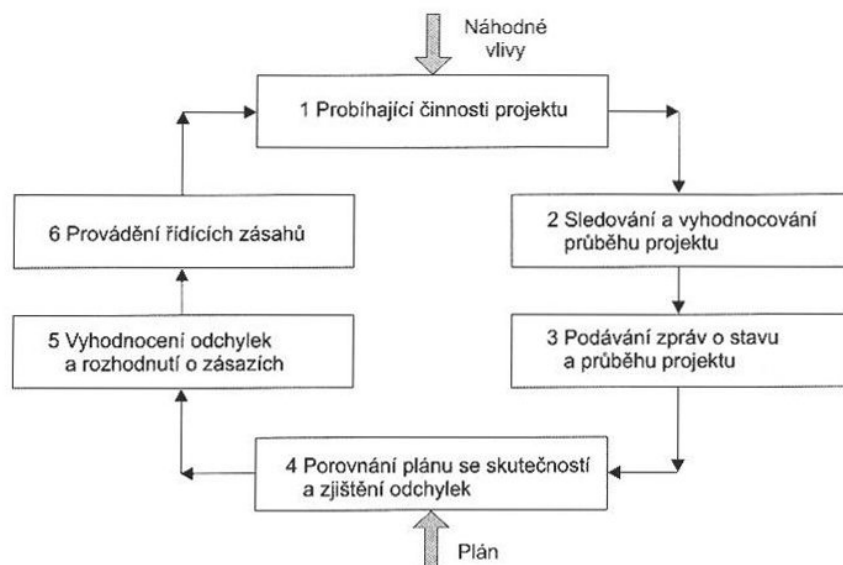 Náhodné
vlivy
1 Probíhající činnosti projektu
2 Sledování a vyhodnocování
průběhu projektu
3 Podávání zpráv o stavu
a průběhu projektu
4 Porovnání plánu se skutečností
a zjištění odchylek
Plán
5 Vyhodnocení odchylek
a rozhodnutí o zásazích
6 Provádění řídících zásahů